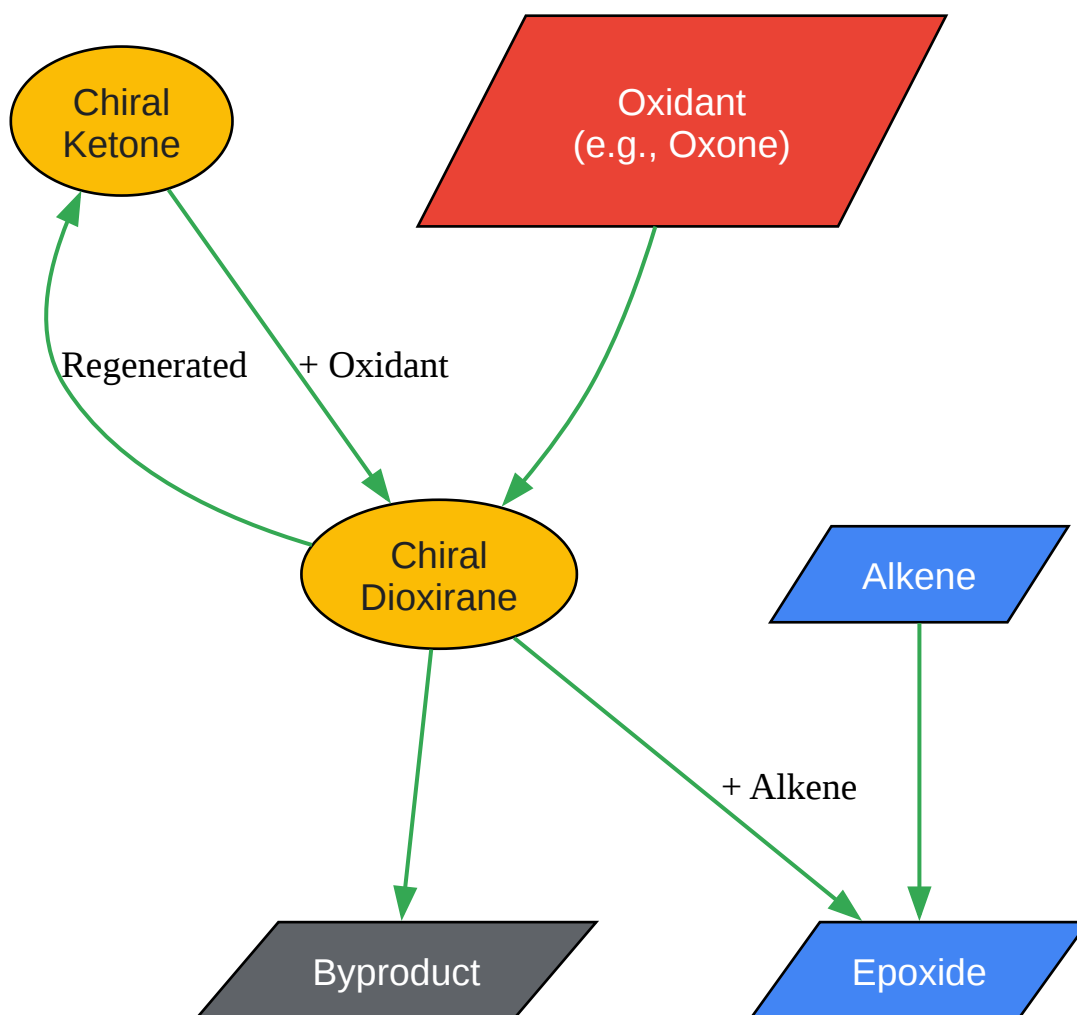 Chiral
Ketone
Oxidant
(e.g., Oxone)
Regenerated
+ Oxidant
Chiral
Dioxirane
Alkene
+ Alkene
Byproduct
Epoxide